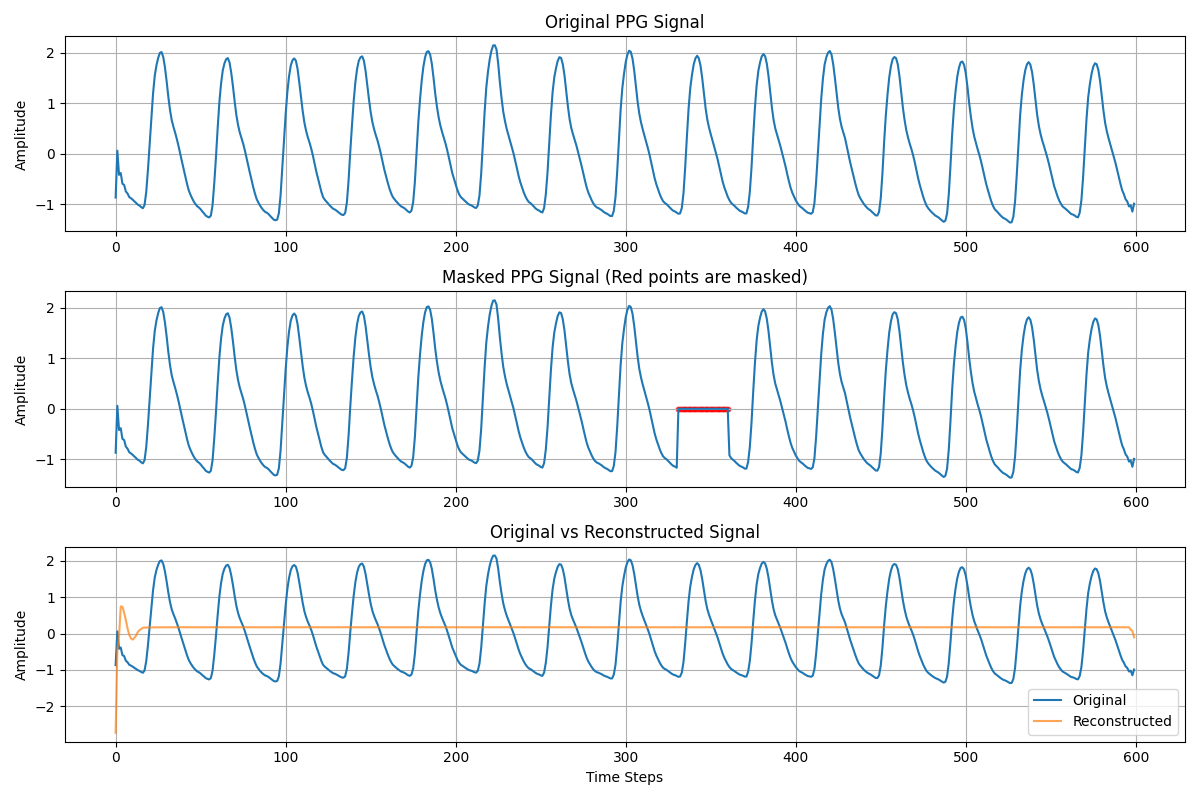 Original PPG Signal
2
1
0
−1
Amplitude
0 100 200 300 400 500 600
Masked PPG Signal (Red points are masked)
2
1
0
−1
Amplitude
0 100 200 300 400 500 600
Original vs Reconstructed Signal
2
1
0
−1
−2
Amplitude
Original
Reconstructed
0 100 200 300 400 500 600
Time Steps